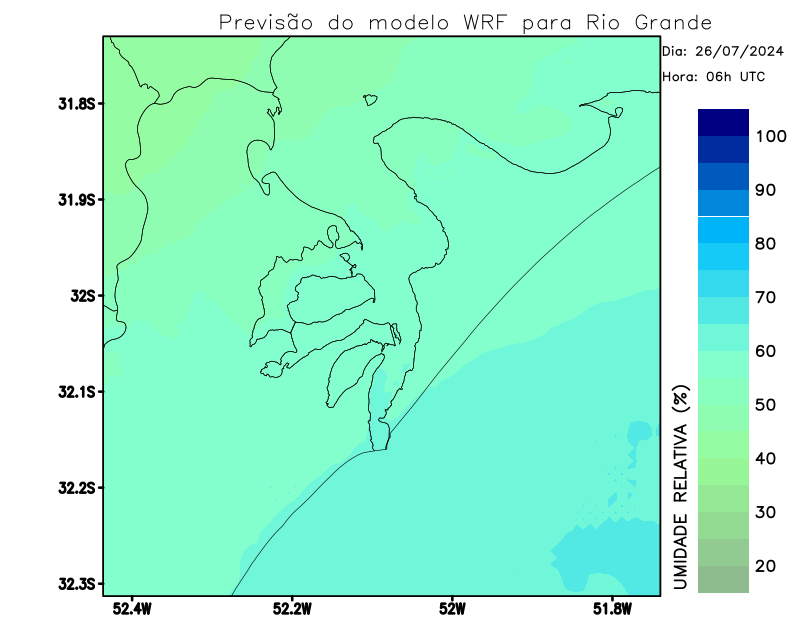 Previsão do modelo WRF para Rio Grande
Dia: 26/07/2024
Hora: 06h UTC
31.8S
31.9S
32S
32.1S
32.2S
32.3S
52.4W
52.2W
52W
51.8W
100
90
80
70
60
50
40
30
20
UMIDADE RELATIVA (%)